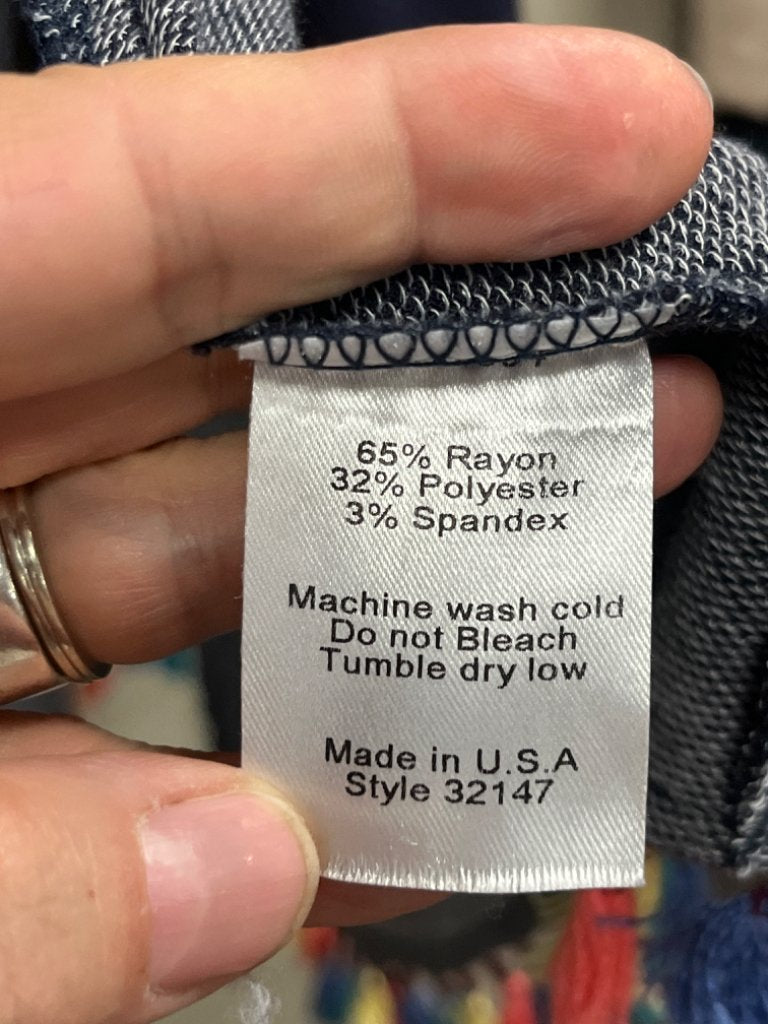 65% Rayon
32% Polyester
3% Spandex
Machine wash cold
Do not Bleach
Tumble dry low
Made in U.S.A
Style 32147